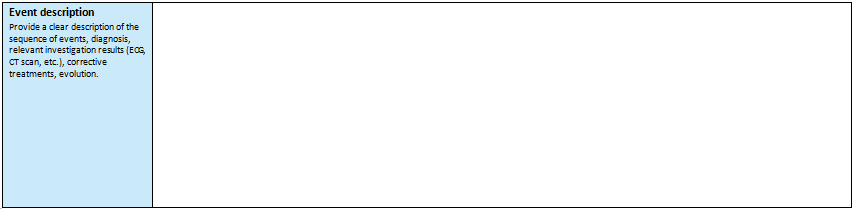 Event description
Provide a clear description of the
sequence of events, diagnosis,
relevant investigation results (ECG,
CT scan, etc.), corrective
treatments, evolution.